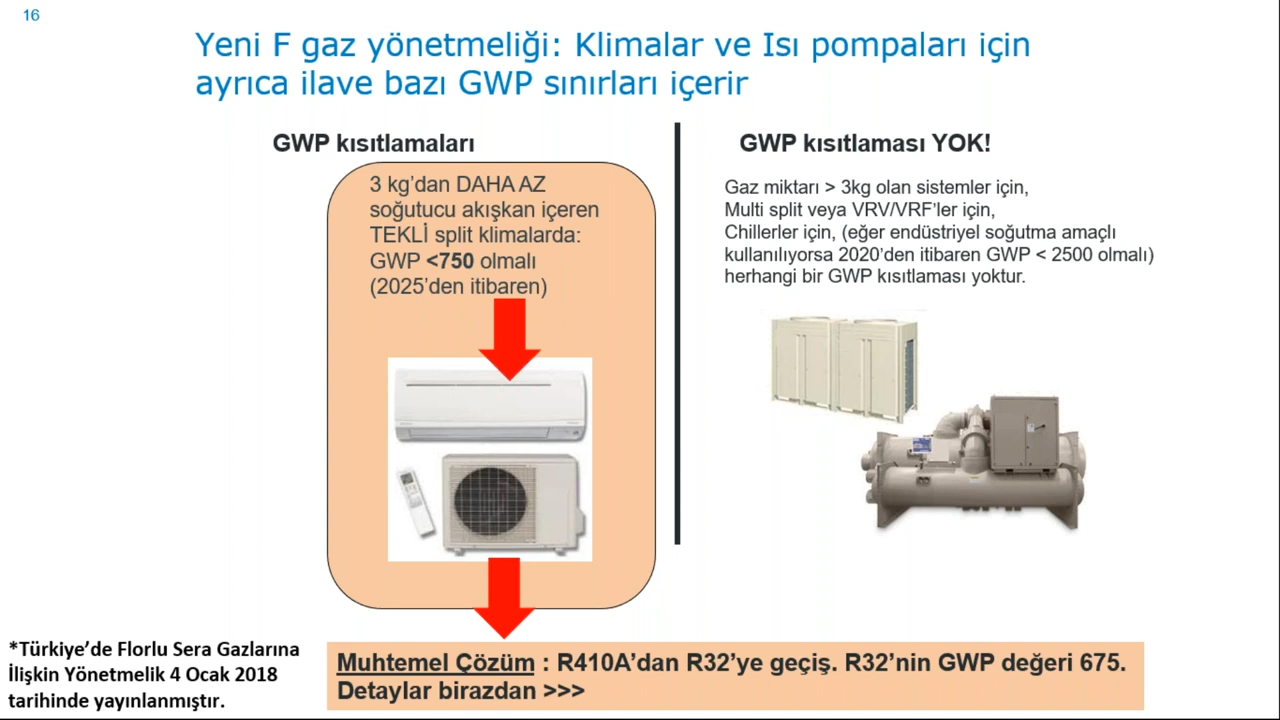 16
Yeni F gaz yönetmeliği: Klimalar ve Isı pompaları için
ayrıca ilave bazı GWP sınırları içerir
GWP kısıtlamaları
3 kg’dan DAHA AZ
soğutucu akışkan içeren
TEKLİ split klimalarda:
GWP <750 olmalı
(2025’den itibaren)
GWP kısıtlaması YOK!
Gaz miktarı > 3kg olan sistemler için,
Multi split veya VRV/VRF’ler için,
Chillerler için, (eğer endüstriyel soğutma amaçlı
kullanılıyorsa 2020’den itibaren GWP < 2500 olmalı)
herhangi bir GWP kısıtlaması yoktur.
*Türkiye’de Florlu Sera Gazlarına
İlişkin Yönetmelik 4 Ocak 2018
tarihinde yayınlanmıştır.
Muhtemel Çözüm : R410A’dan R32’ye geçiş. R32’nin GWP değeri 675.
Detaylar birazdan >>>